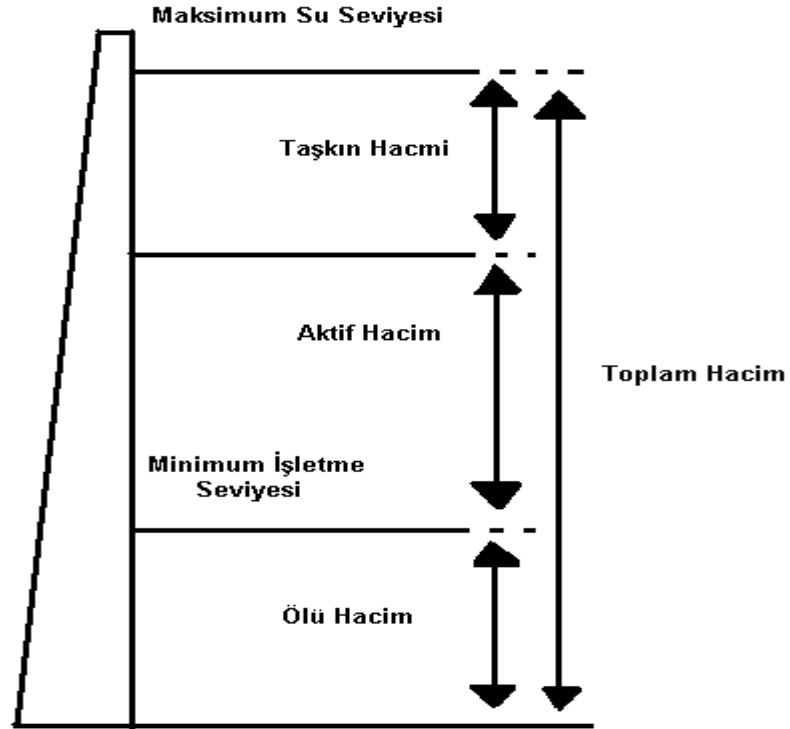 Maksimum Su Seviyesi
Taşkın Hacmi
Aktif Hacim
Toplam Hacim
Minimum İşletme
Seviyesi
Ölü Hacim